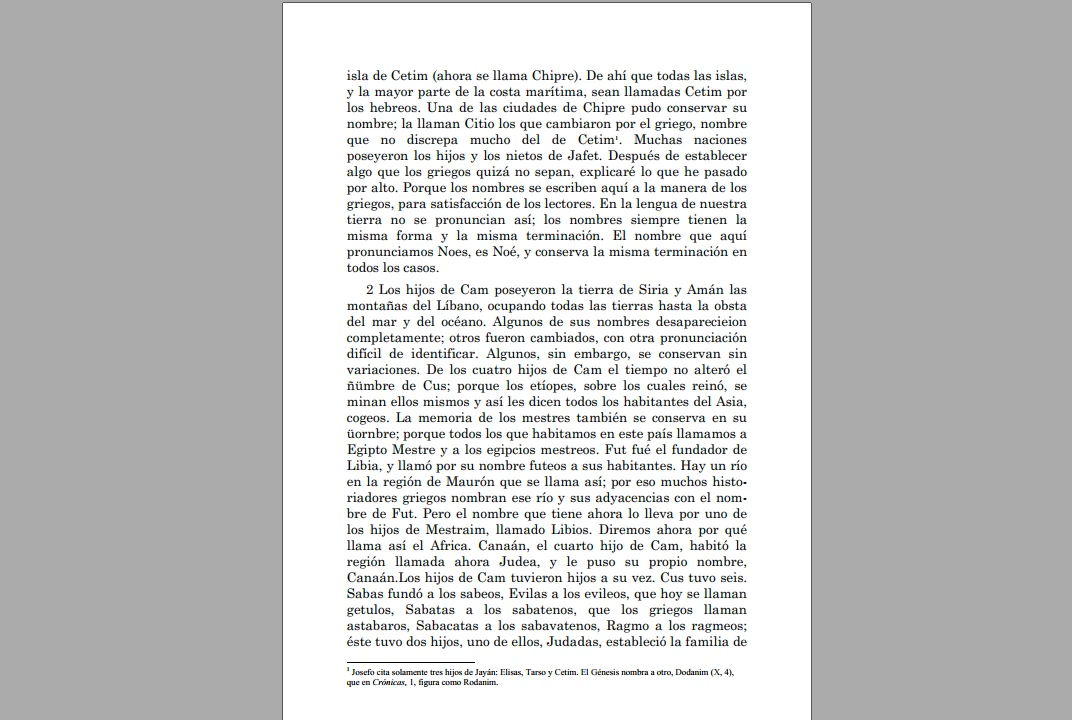 isla de Cetim (ahora se llama Chipre). De ahí que todas las islas,
y la mayor parte de la costa marítima, sean llamadas Cetim por
los hebreos. Una de las ciudades de Chipre pudo conservar su
nombre; la llaman Citio los que cambiaron por el griego, nombre
que no discrepa mucho del de Cetim¹. Muchas naciones
poseyeron los hijos y los nietos de Jafet. Después de establecer
algo que los griegos quizá no sepan, explicaré lo que he pasado
por alto. Porque los nombres se escriben aquí a la manera de los
griegos, para satisfacción de los lectores. En la lengua de nuestra
tierra no se pronuncian así; los nombres siempre tienen la
misma forma y la misma terminación. El nombre que aquí
pronunciamos Noes, es Noé, y conserva la misma terminación en
todos los casos.
2 Los hijos de Cam poseyeron la tierra de Siria y Amán las
montañas del Líbano, ocupando todas las tierras hasta la obsta
del mar y del océano. Algunos de sus nombres desaparecieion
completamente; otros fueron cambiados, con otra pronunciación
difícil de identificar. Algunos, sin embargo, se conservan sin
variaciones. De los cuatro hijos de Cam el tiempo no alteró el
ñümbre de Cus; porque los etíopes, sobre los cuales reinó, se
minan ellos mismos y así les dicen todos los habitantes del Asia,
cogeos. La memoria de los mestres también se conserva en su
üornbre; porque todos los que habitamos en este país llamamos a
Egipto Mestre y a los egipcios mestreos. Fut fué el fundador de
Libia, y llamó por su nombre futeos a sus habitantes. Hay un río
en la región de Maurón que se llama así; por eso muchos histo-
riadores griegos nombran ese río y sus adyacencias con el nom-
bre de Fut. Pero el nombre que tiene ahora lo lleva por uno de
los hijos de Mestraim, llamado Libios. Diremos ahora por qué
llama así el Africa. Canaán, el cuarto hijo de Cam, habitó la
región llamada ahora Judea, y le puso su propio nombre,
Canaán.Los hijos de Cam tuvieron hijos a su vez. Cus tuvo seis.
Sabas fundó a los sabeos, Evilas a los evileos, que hoy se llaman
getulos, Sabatas a los sabatenos, que los griegos llaman
astabaros, Sabacatas a los sabavatenos, Ragmo a los ragmeos;
éste tuvo dos hijos, uno de ellos, Judadas, estableció la familia de
¹ Josefo cita solamente tres hijos de Jayán: Elisas, Tarso y Cetim. El Génesis nombra a otro, Dodanim (X, 4),
que en Crónicas, 1, figura como Rodanim.